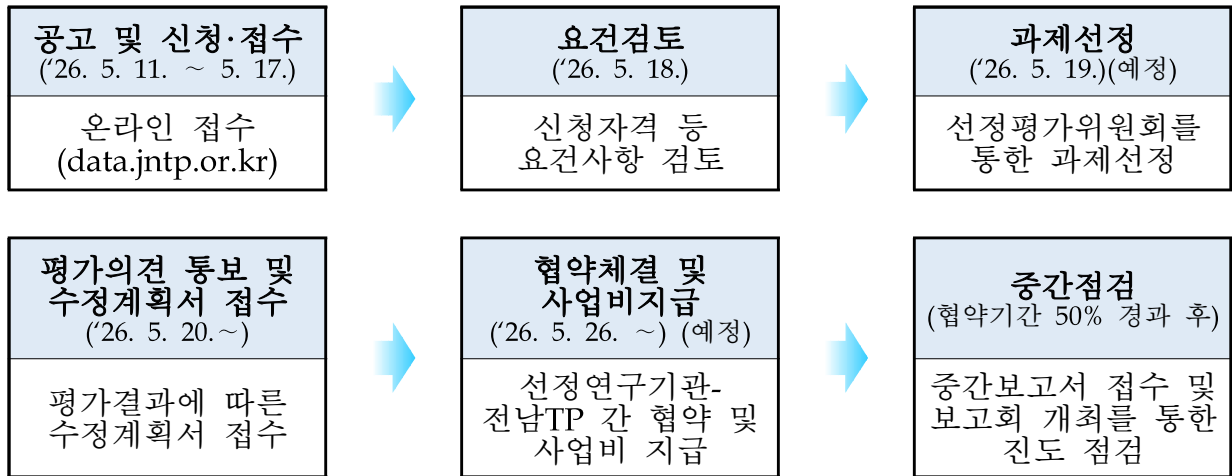 공고 및 신청·접수
(‘26. 5. 11. ~ 5. 17.)
온라인 접수
(data.jntp.or.kr)
요건검토
(‘26. 5. 18.)
신청자격 등
요건사항 검토
과제선정
(‘26. 5. 19.)(예정)
선정평가위원회를
통한 과제선정
평가의견 통보 및
수정계획서 접수
(‘26. 5. 20.~)
평가결과에 따른
수정계획서 접수
협약체결 및
사업비지급
(‘26. 5. 26. ~) (예정)
선정연구기관-
전남TP 간 협약 및
사업비 지급
중간점검
(협약기간 50% 경과 후)
중간보고서 접수 및
보고회 개최를 통한
진도 점검